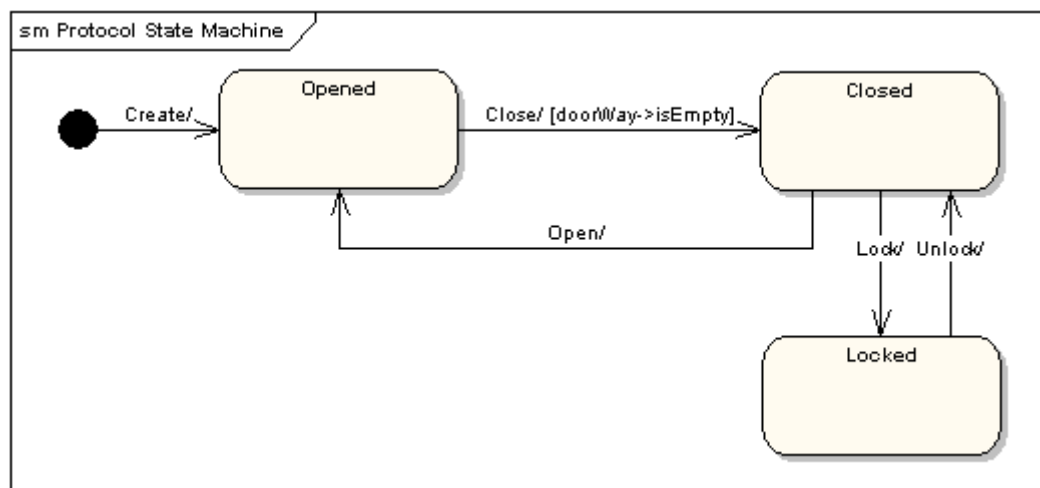 sm Protocol State Machine
Opened
Closed
Create/
Close/ [doorWay->isEmpty]
Open/
Lock/
Unlock/
Locked